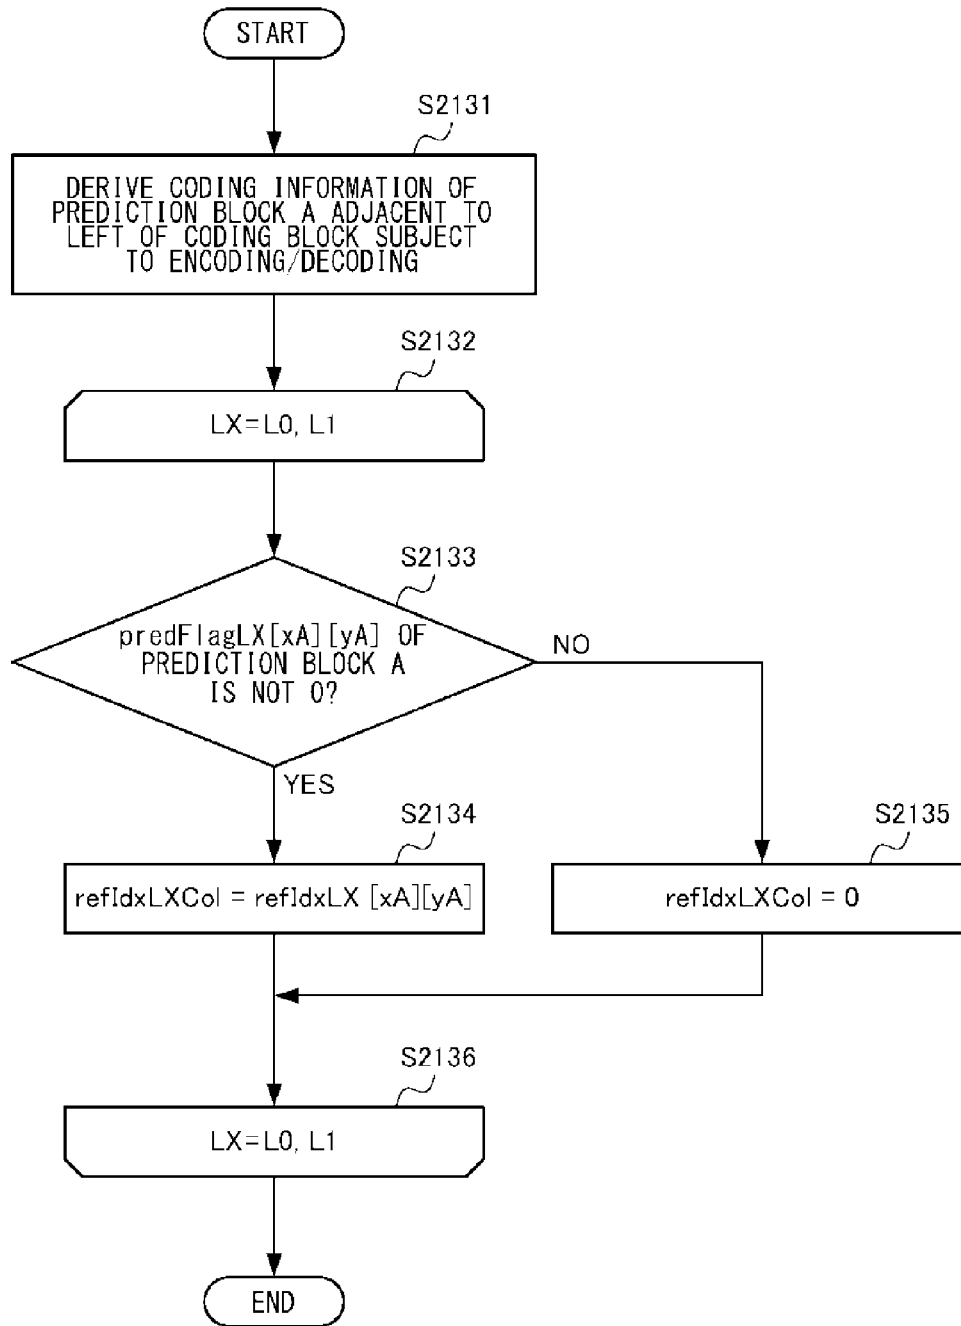 START
S2131
DERIVE CODING INFORMATION OF
PREDICTION BLOCK A ADJACENT TO
LEFT OF CODING BLOCK SUBJECT
TO ENCODING/DECODING
S2132
LX=L0, L1
S2133
predFlagLX[xA][yA] OF
PREDICTION BLOCK A
IS NOT 0?
NO
YES
S2134
refIdxLXCol = refIdxLX [xA][yA]
S2135
refIdxLXCol = 0
S2136
LX=L0, L1
END